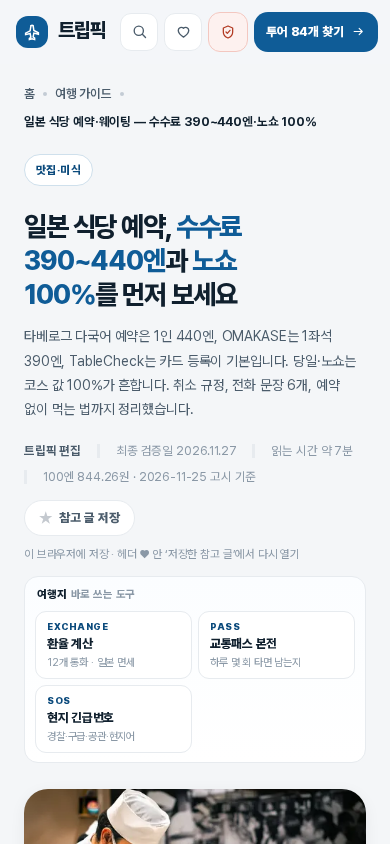 트립픽
투어 84개 찾기 →
홈 • 여행 가이드 •
일본 식당 예약·웨이팅 — 수수료 390~440엔·노쇼 100%
맛집·미식
일본 식당 예약, 수수료
390~440엔과 노쇼
100%를 먼저 보세요
타베로그 다국어 예약은 1인 440엔, OMAKASE는 1좌석
390엔, TableCheck는 카드 등록이 기본입니다. 당일·노쇼는
코스 값 100%가 흔합니다. 취소 규정, 전화 문장 6개, 예약
없이 먹는 법까지 정리했습니다.
트립픽 편집 | 최종 검증일 2026.11.27 | 읽는 시간 약 7분
| 100엔 844.26원 · 2026-11-25 고시 기준
★ 참고 글 저장
이 브라우저에 저장 · 헤더 ♥ 안 '저장한 참고 글'에서 다시 열기
여행지 바로 쓰는 도구
EXCHANGE
환율 계산
12개 통화 · 일본 면세
PASS
교통패스 본전
하루 몇 회 타면 남는지
SOS
현지 긴급번호
경찰·구급·공관·현지어